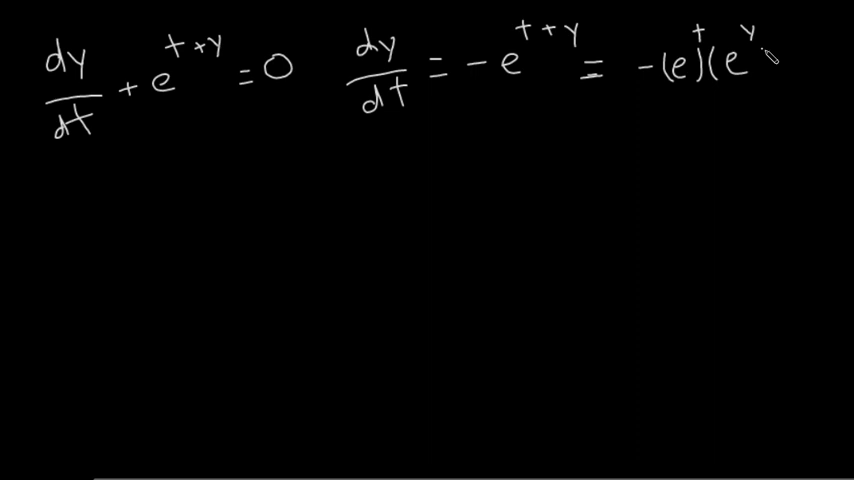 dy/dt + e^(t+y) = 0   dy/dt = -e^(t+y) = -(e)^t (e^y